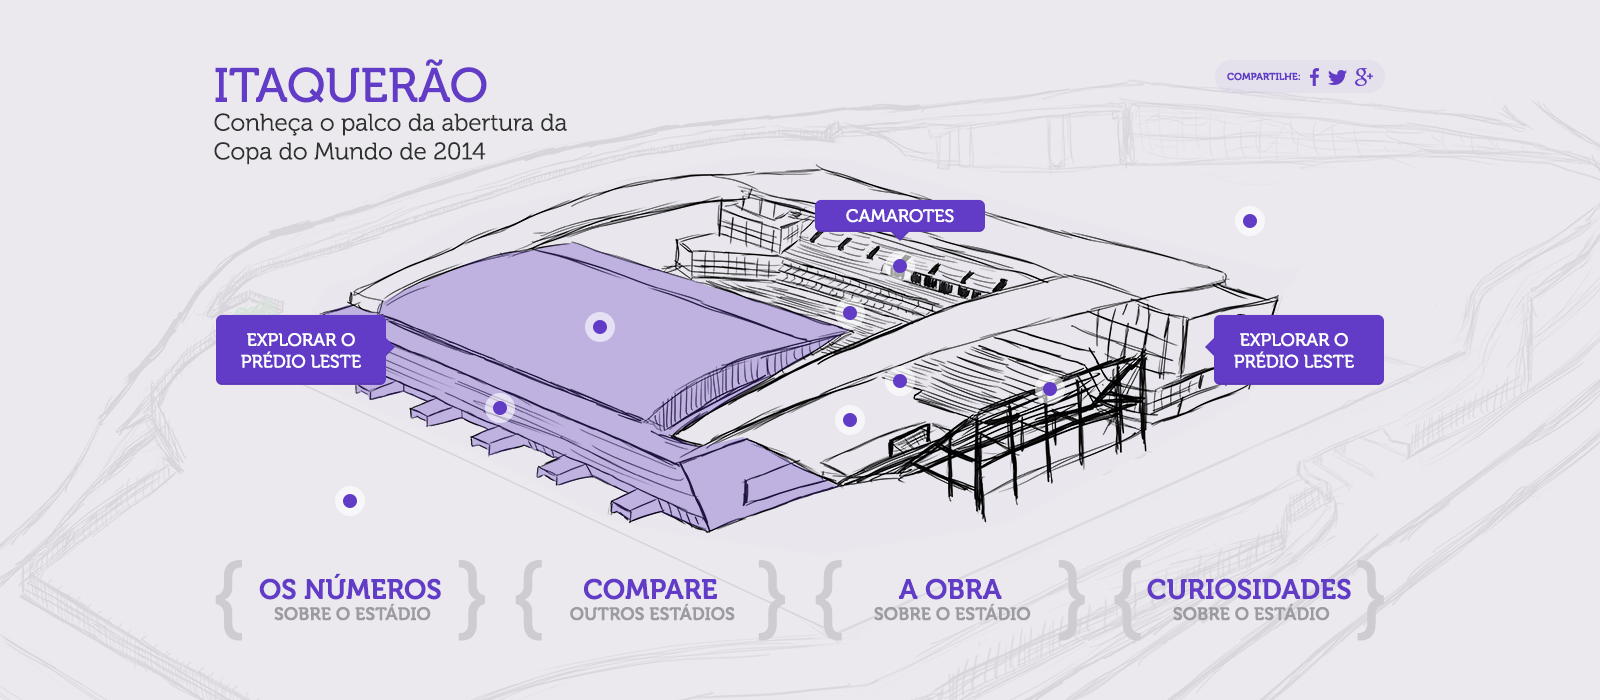 ITAQUERÃO
Conheça o palco da abertura da
Copa do Mundo de 2014
COMPARTILHE:
CAMAROTES
EXPLORAR O
PRÉDIO LESTE
EXPLORAR O
PRÉDIO LESTE
{ OS NÚMEROS }
SOBRE O ESTÁDIO
{ COMPARE }
OUTROS ESTÁDIOS
{ A OBRA }
SOBRE O ESTÁDIO
{ CURIOSIDADES }
SOBRE O ESTÁDIO